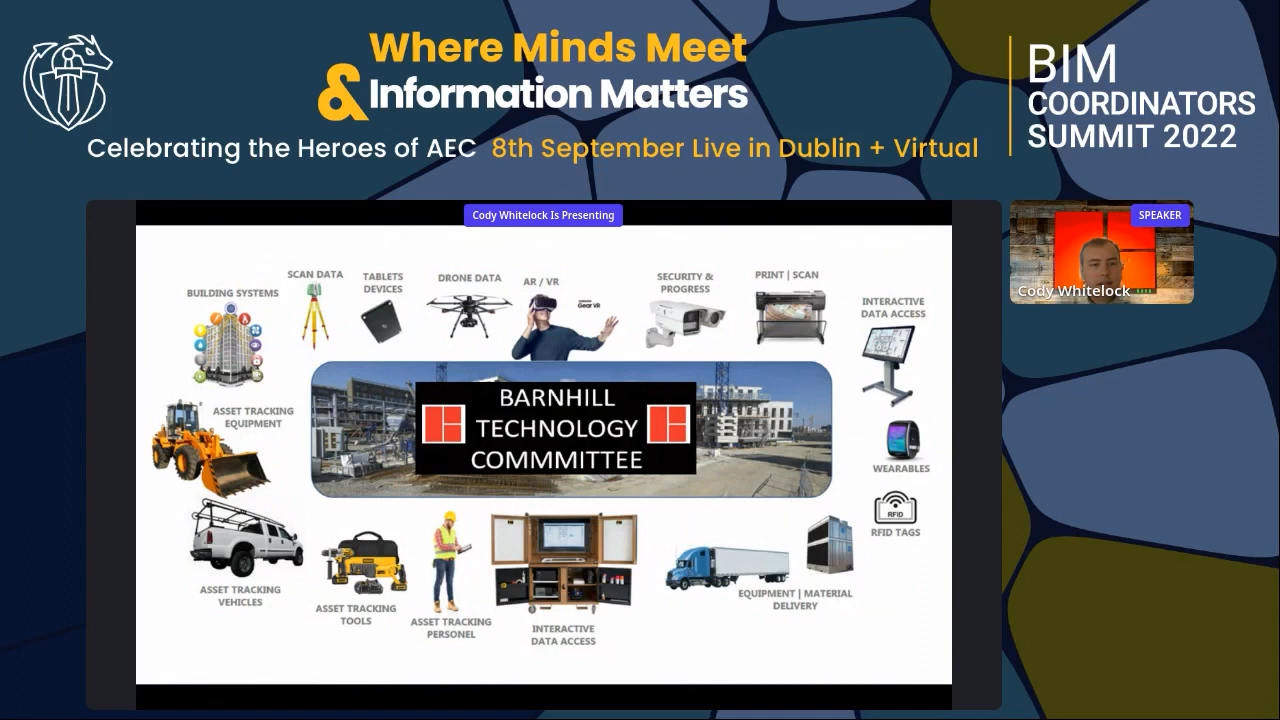 Where Minds Meet
& Information Matters
Celebrating the Heroes of AEC 8th September Live in Dublin + Virtual
BIM
COORDINATORS
SUMMIT 2022
Cody Whitelock Is Presenting
SPEAKER
Cody Whitelock
BUILDING SYSTEMS
SCAN DATA
TABLETS
DEVICES
DRONE DATA
AR / VR
Gear VR
SECURITY &
PROGRESS
PRINT | SCAN
INTERACTIVE
DATA ACCESS
ASSET TRACKING
EQUIPMENT
BARNHILL
TECHNOLOGY
COMMMITTEE
WEARABLES
RFiD
RFID TAGS
ASSET TRACKING
VEHICLES
ASSET TRACKING
TOOLS
ASSET TRACKING
PERSONEL
INTERACTIVE
DATA ACCESS
EQUIPMENT | MATERIAL
DELIVERY